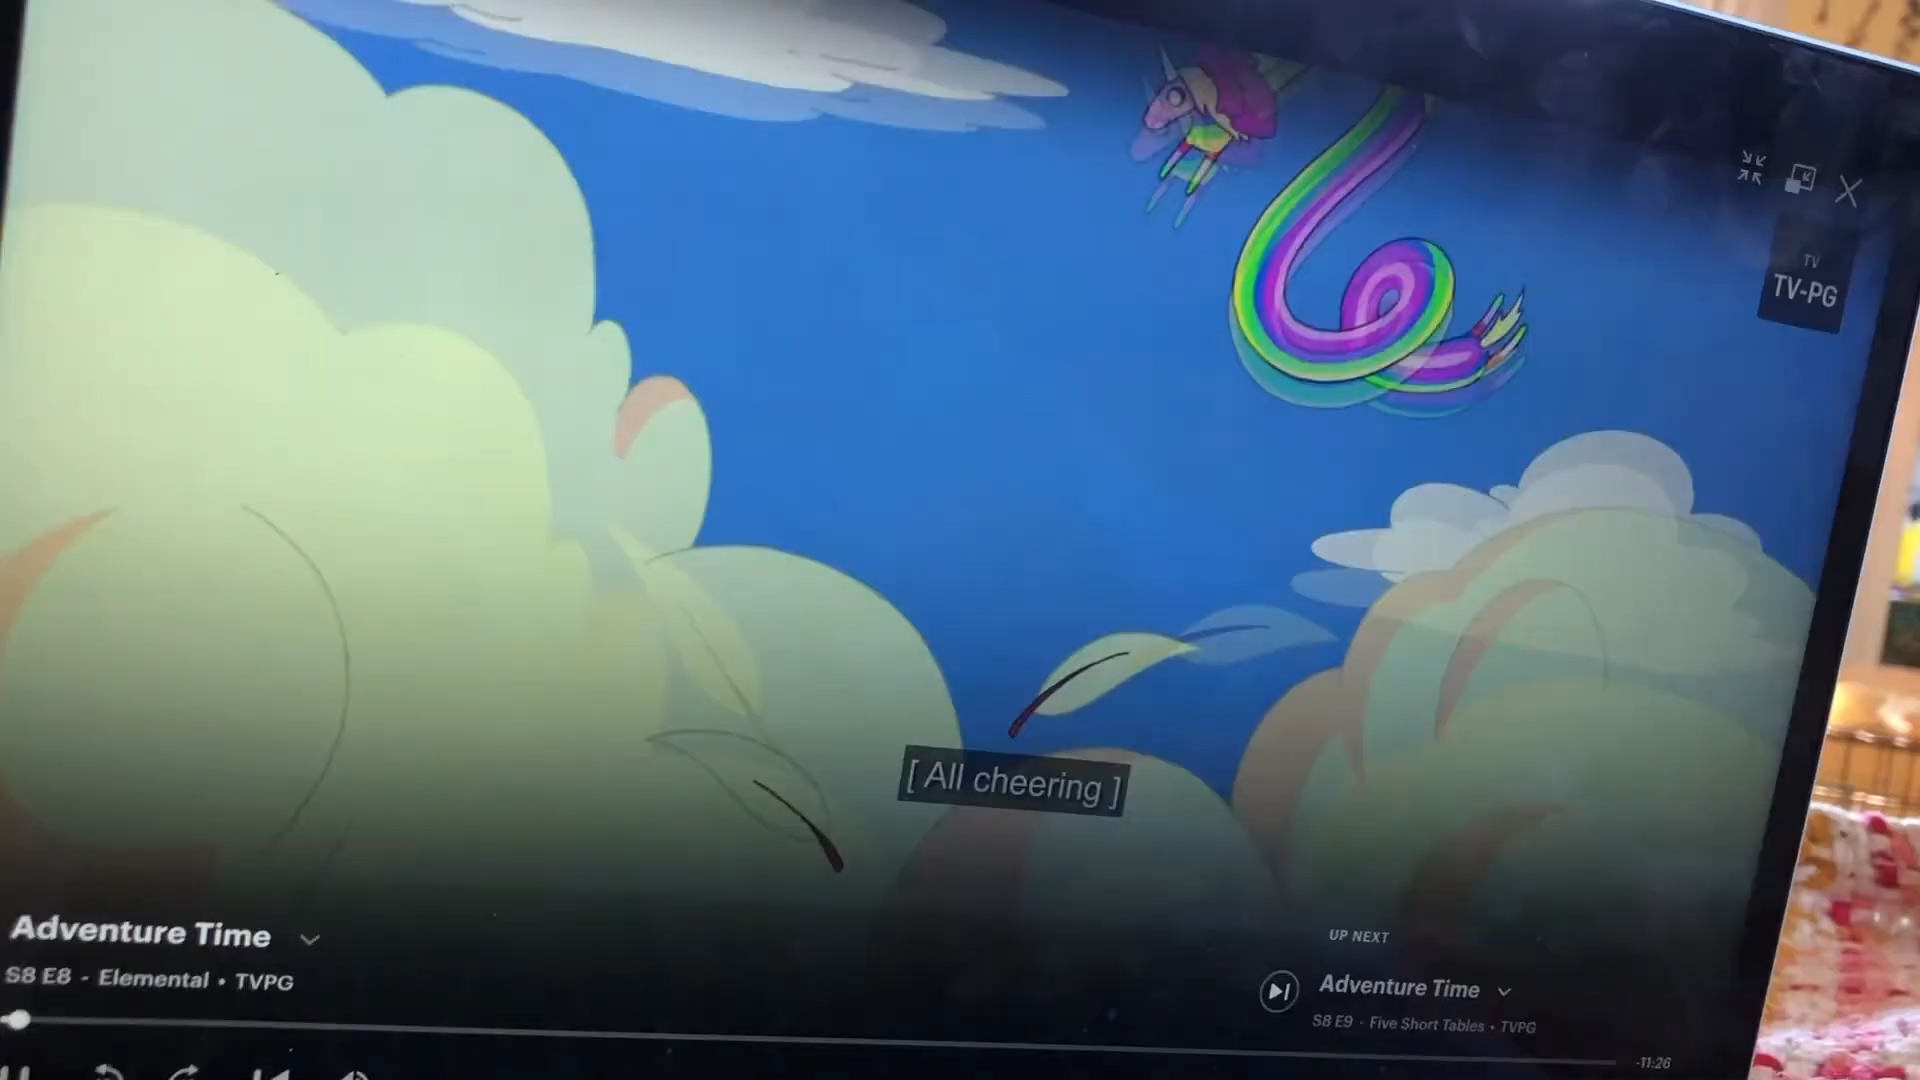 TV
TV-PG
[ All cheering ]
Adventure Time
S8 E8 - Elemental • TVPG
UP NEXT
Adventure Time
S8 E9 - Five Short Tables • TVPG
-11:26